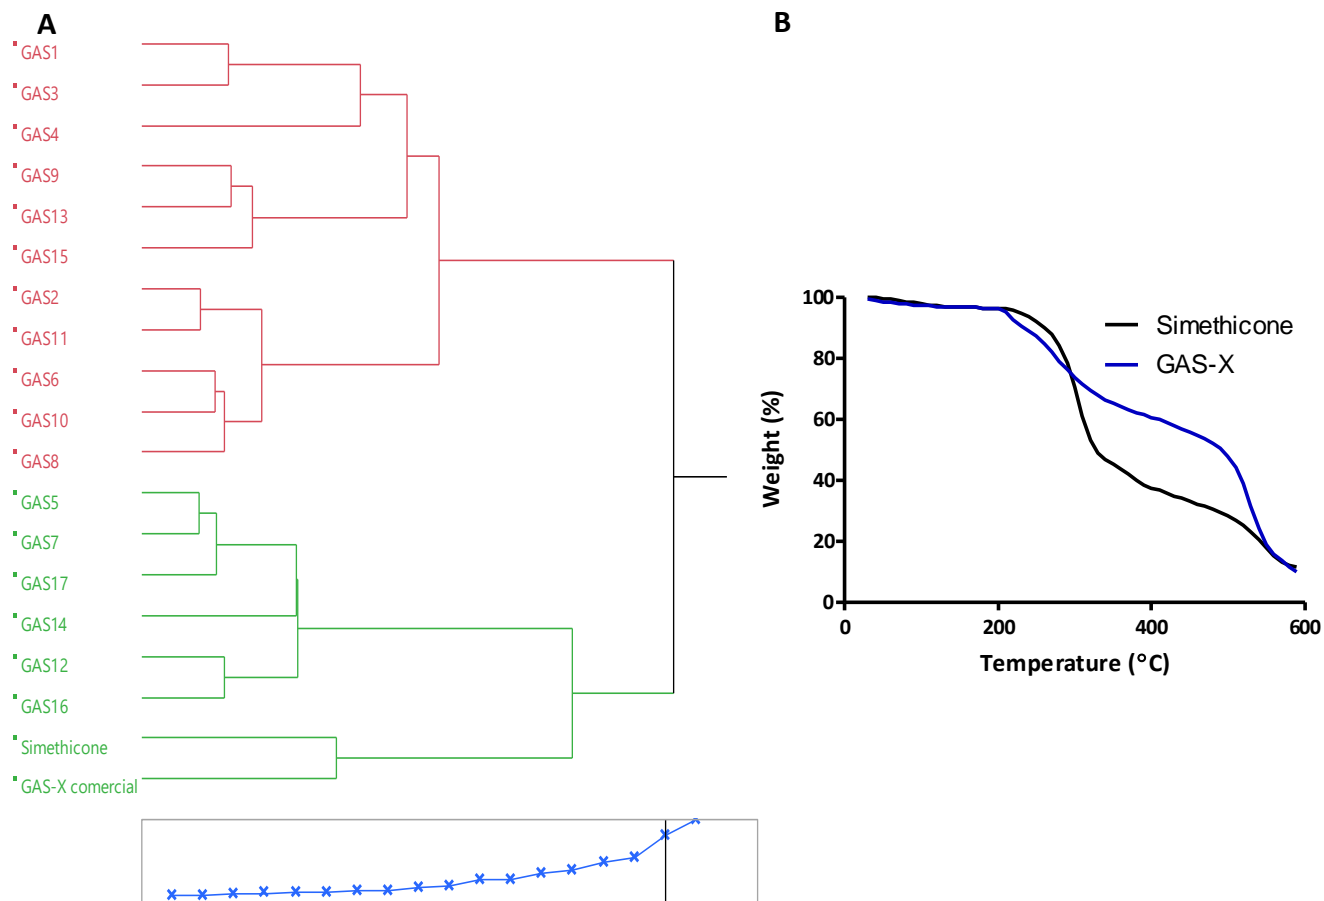 A
GAS1
GAS3
GAS4
GAS9
GAS13
GAS15
GAS2
GAS11
GAS6
GAS10
GAS8
GAS5
GAS7
GAS17
GAS14
GAS12
GAS16
Simethicone
GAS-X comercial
B
100
80
60
40
20
0
Weight (%)
Simethicone
GAS-X
0 200 400 600
Temperature (°C)